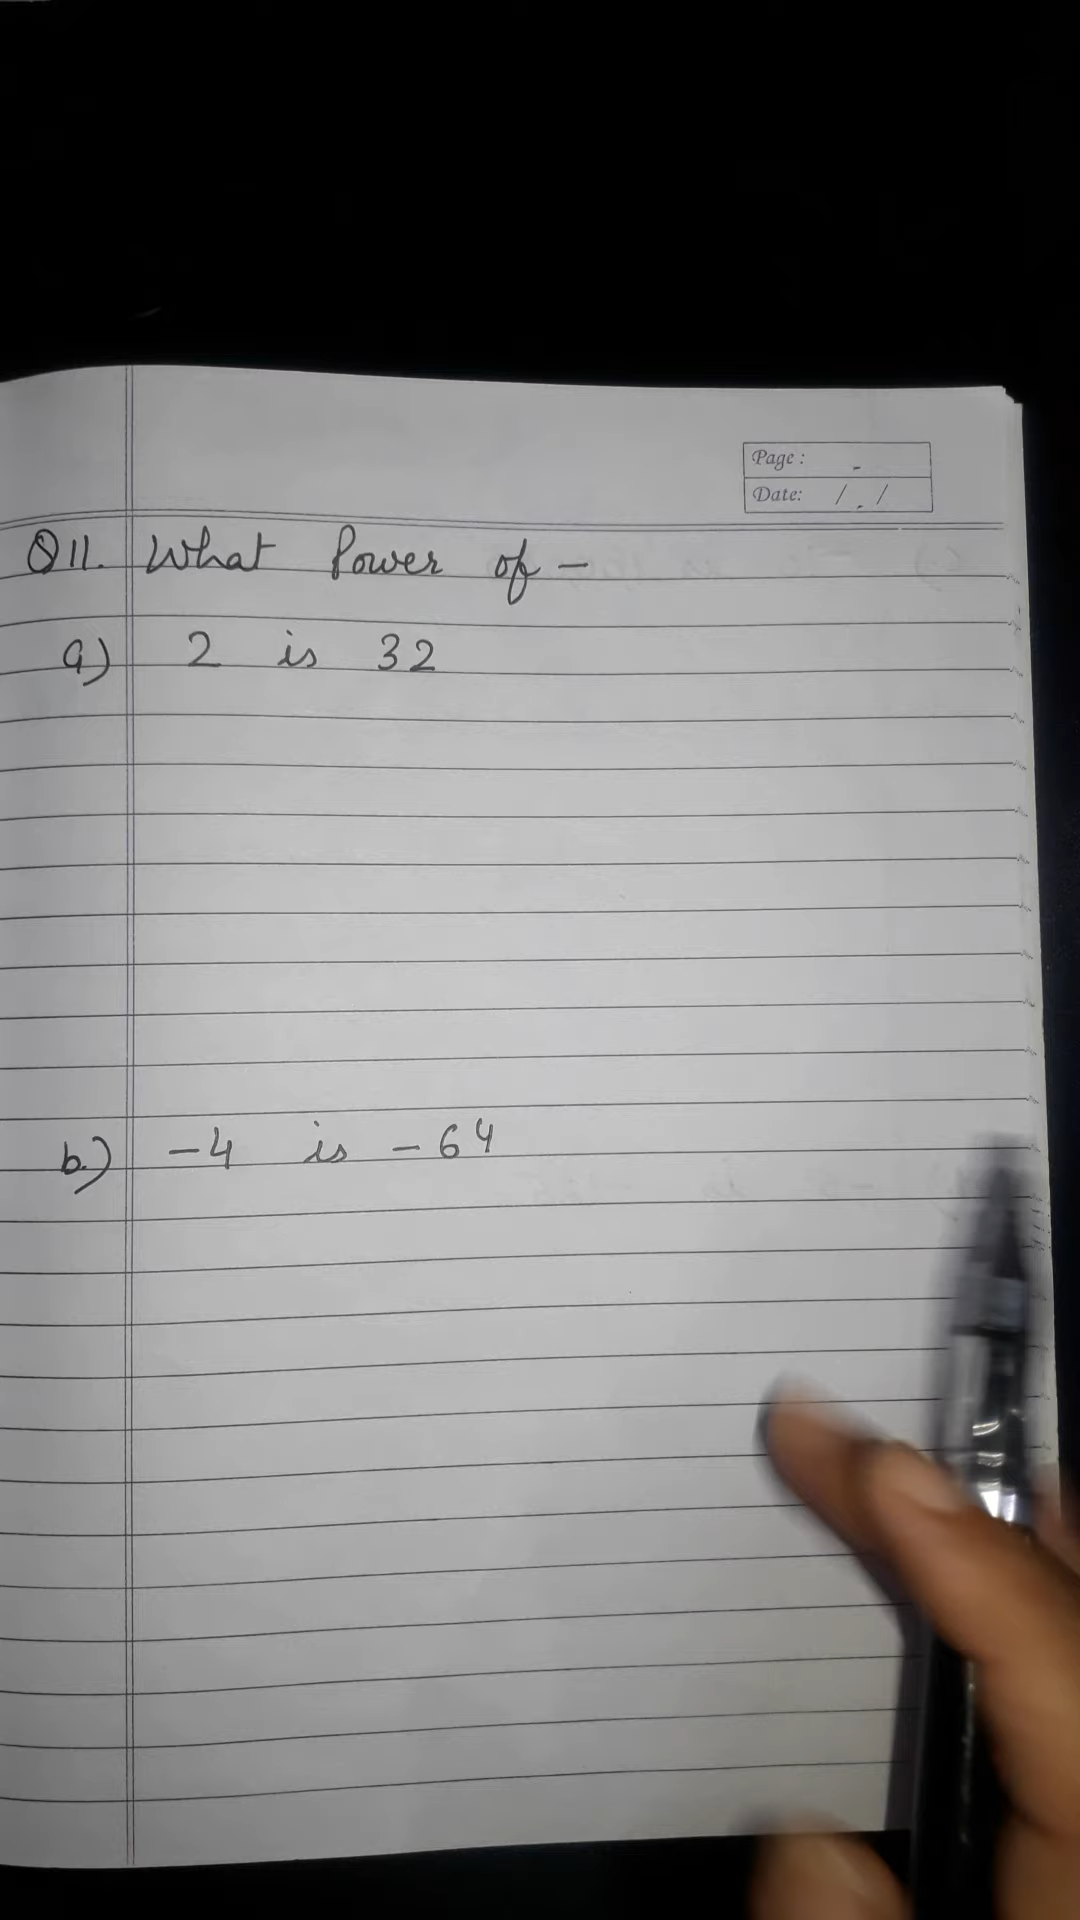 Page :
Date: / /
Q11. What Power of -
a) 2 is 32
b.) -4 is -64